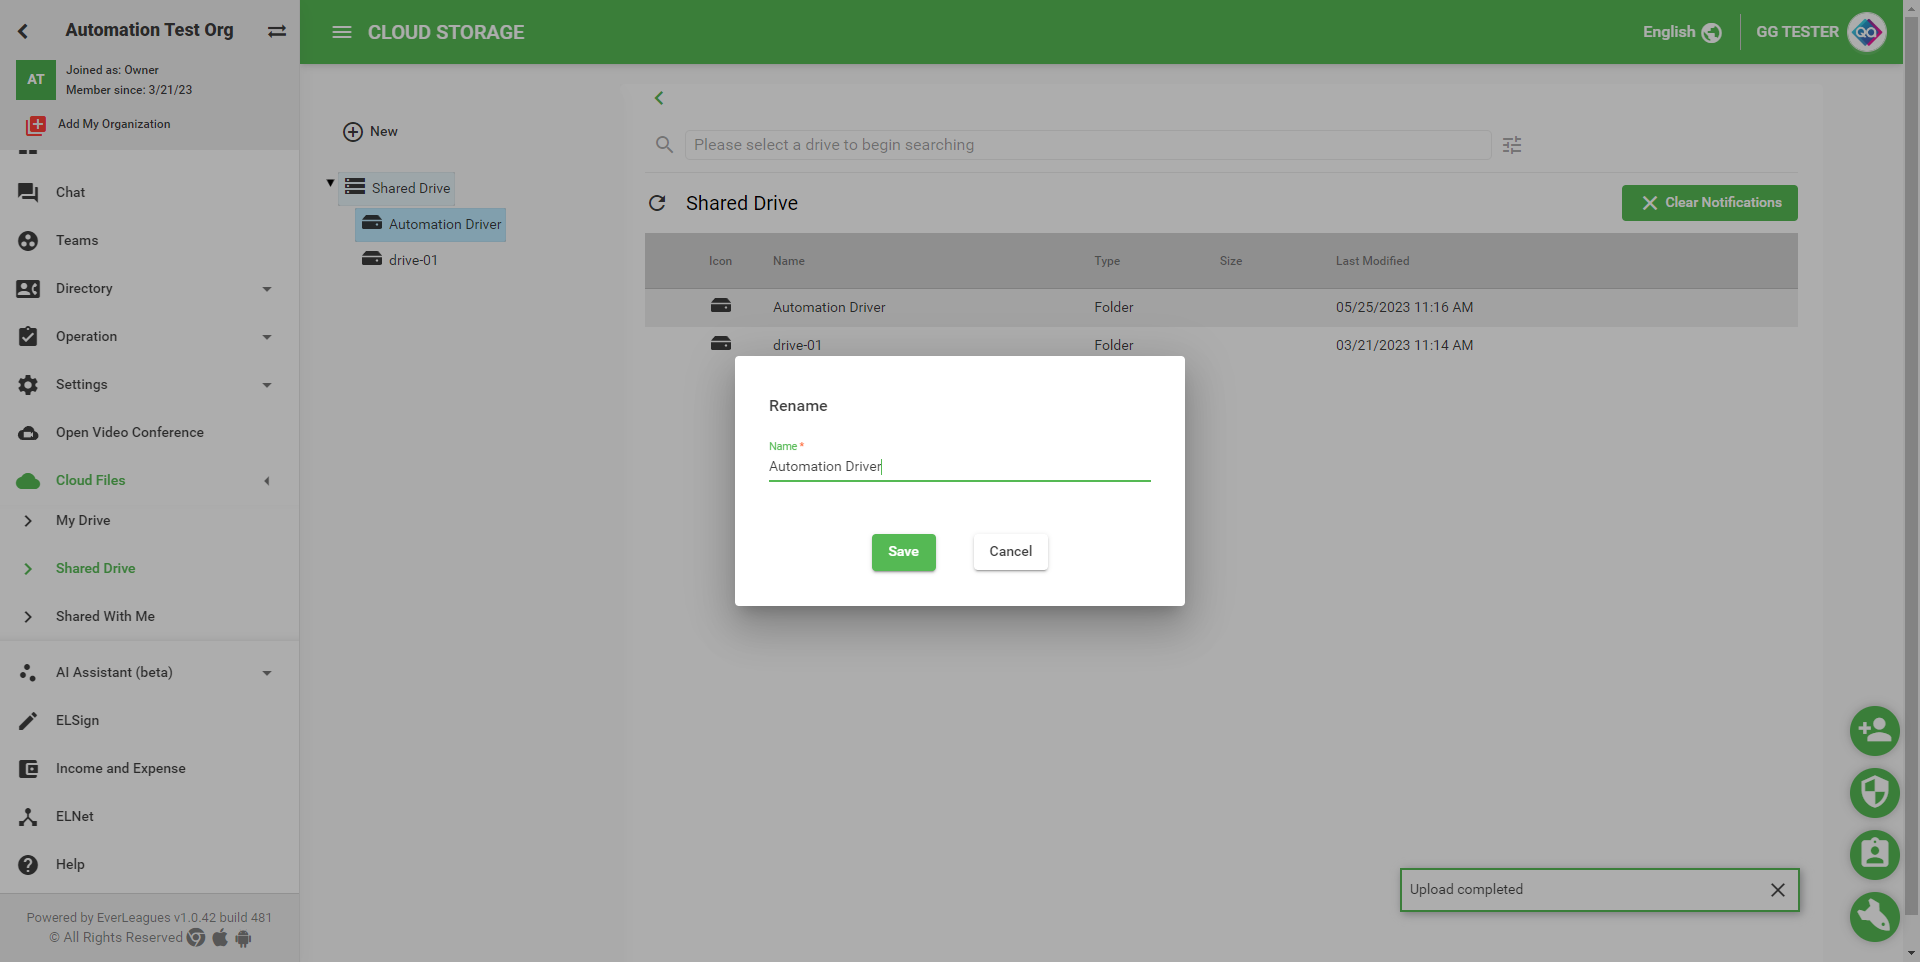 Automation Test Org
AT
Joined as: Owner
Member since: 3/21/23
Add My Organization
Chat
Teams
Directory
Operation
Settings
Open Video Conference
Cloud Files
My Drive
Shared Drive
Shared With Me
AI Assistant (beta)
ELSign
Income and Expense
ELNet
Help
Powered by EverLeagues v1.0.42 build 481
© All Rights Reserved
CLOUD STORAGE
English
GG TESTER
QA
New
Shared Drive
Automation Driver
drive-01
Please select a drive to begin searching
Shared Drive
Clear Notifications
Icon Name Type Size Last Modified
Automation Driver Folder 05/25/2023 11:16 AM
drive-01 Folder 03/21/2023 11:14 AM
Rename
Name *
Automation Driver
Save
Cancel
Upload completed